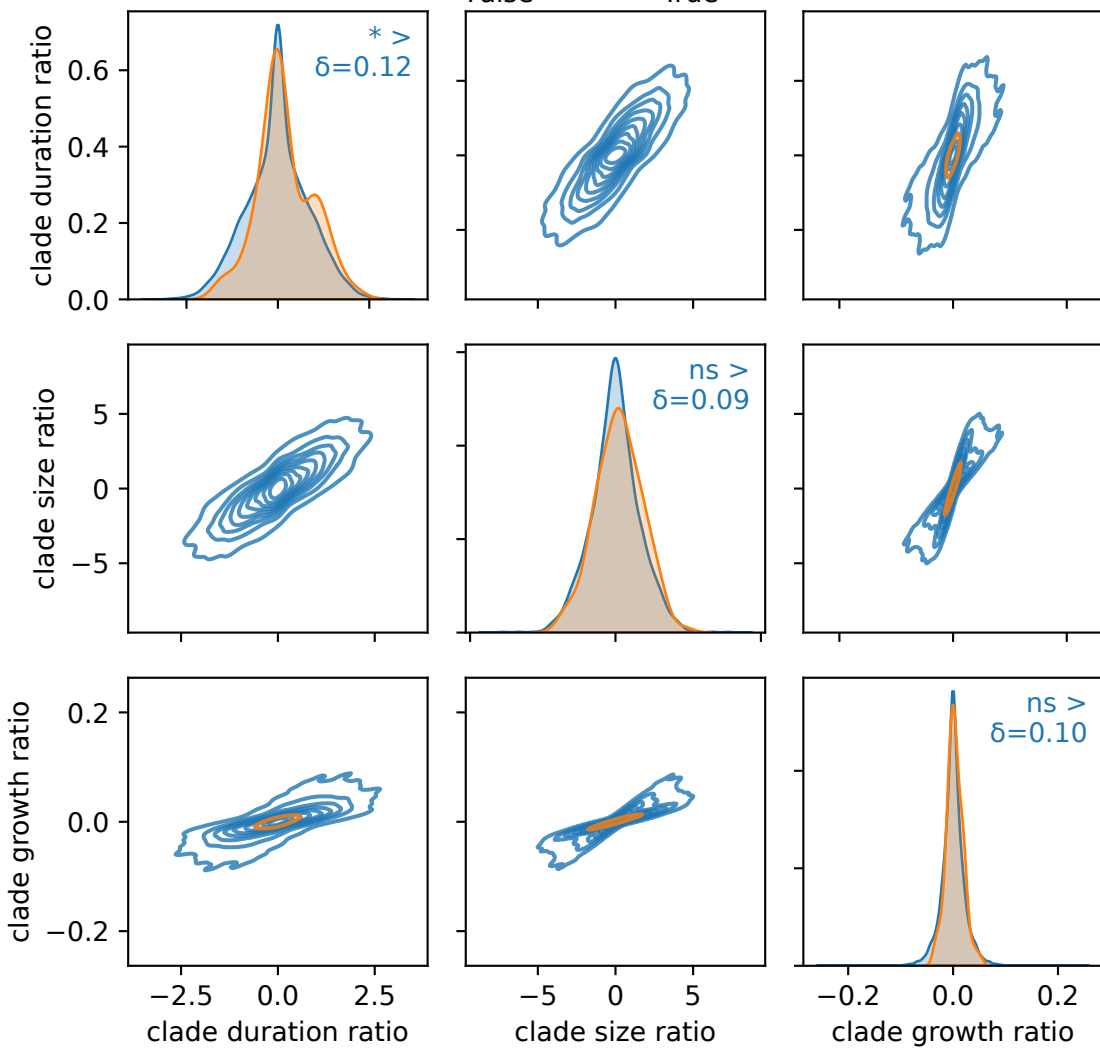 True
* >
δ=0.12
clade duration ratio
0.6
0.4
0.2
0.0
ns >
δ=0.09
clade size ratio
5
0
−5
ns >
δ=0.10
clade growth ratio
0.2
0.0
−0.2
−2.5 0.0 2.5
−5 0 5
−0.2 0.0 0.2
clade duration ratio
clade size ratio
clade growth ratio